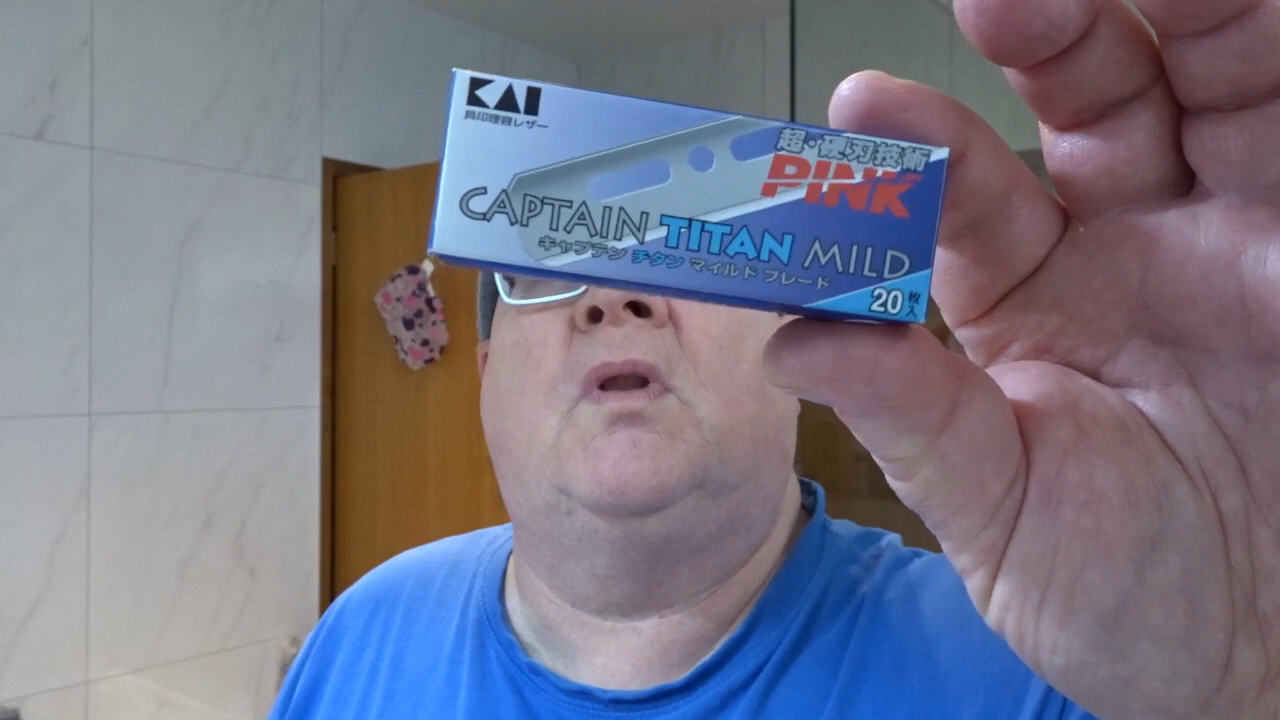 KAI
貝印理容レザー
超・硬刃技術
PINK
CAPTAIN TITAN MILD
キャプテン チタン マイルド ブレード
20枚入